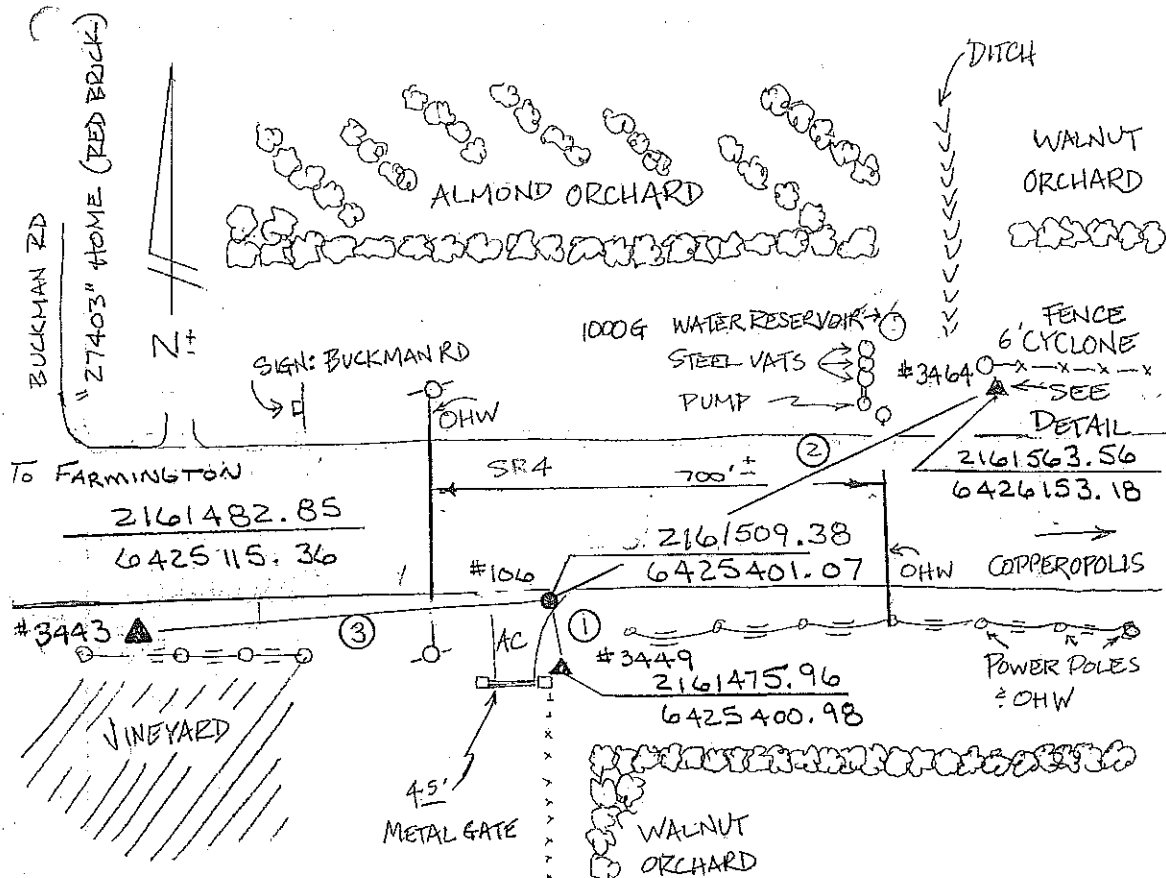 BUCKMAN RD
"27403" HOME (RED BRICK)
N±
DITCH
WALNUT
ORCHARD
ALMOND ORCHARD
SIGN: BUCKMAN RD
OHW
1000G WATER RESERVOIR
STEEL VATS
PUMP
#3464
FENCE
6' CYCLONE
SEE
DETAIL
2161563.56
6426153.18
TO FARMINGTON
2161482.85
6425115.36
SR4
700'±
2
2161509.38
6425401.07
OHW
COPPEROPOLIS
#106
#3443
3
AC
1
#3449
2161475.96
6425400.98
POWER POLES
& OHW
VINEYARD
45'
METAL GATE
WALNUT
ORCHARD